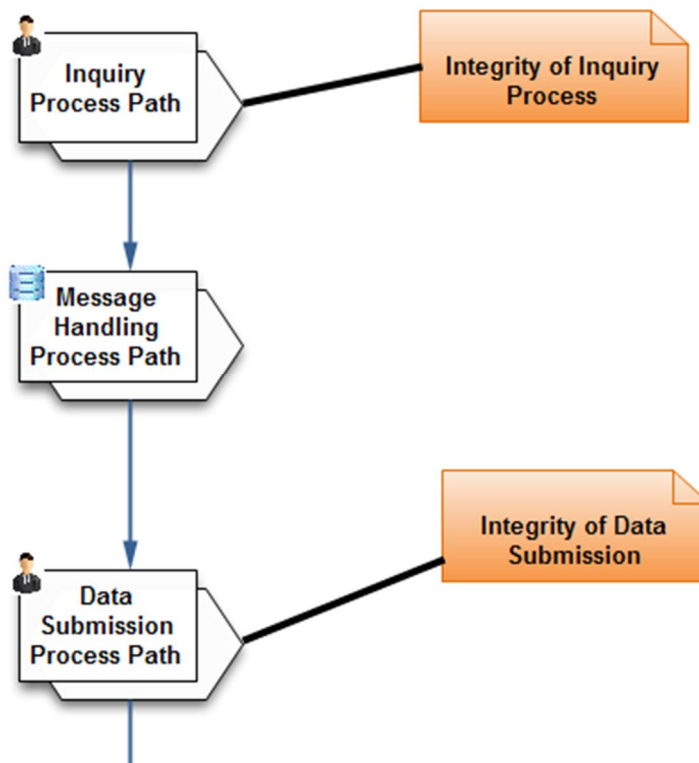 Inquiry
Process Path
Integrity of Inquiry
Process
Message
Handling
Process Path
Integrity of Data
Submission
Data
Submission
Process Path